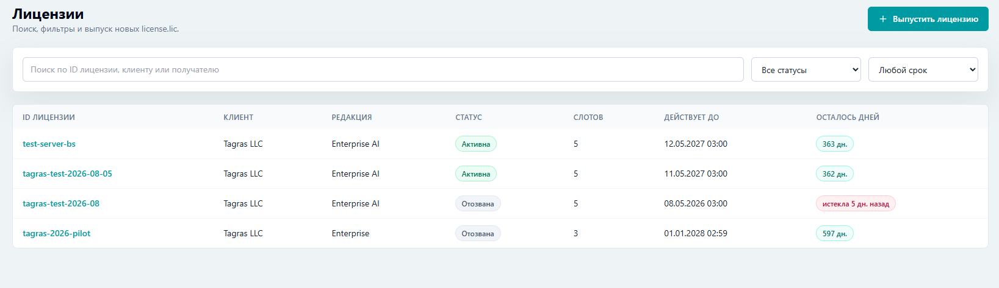 Лицензии
Поиск, фильтры и выпуск новых license.lic.
+ Выпустить лицензию
Поиск по ID лицензии, клиенту или получателю
Все статусы
Любой срок
ID ЛИЦЕНЗИИ КЛИЕНТ РЕДАКЦИЯ СТАТУС СЛОТОВ ДЕЙСТВУЕТ ДО ОСТАЛОСЬ ДНЕЙ
test-server-bs Tagras LLC Enterprise AI Активна 5 12.05.2027 03:00 363 дн.
tagras-test-2026-08-05 Tagras LLC Enterprise AI Активна 5 11.05.2027 03:00 362 дн.
tagras-test-2026-08 Tagras LLC Enterprise AI Отозвана 5 08.05.2026 03:00 истекла 5 дн. назад
tagras-2026-pilot Tagras LLC Enterprise Отозвана 3 01.01.2028 02:59 597 дн.